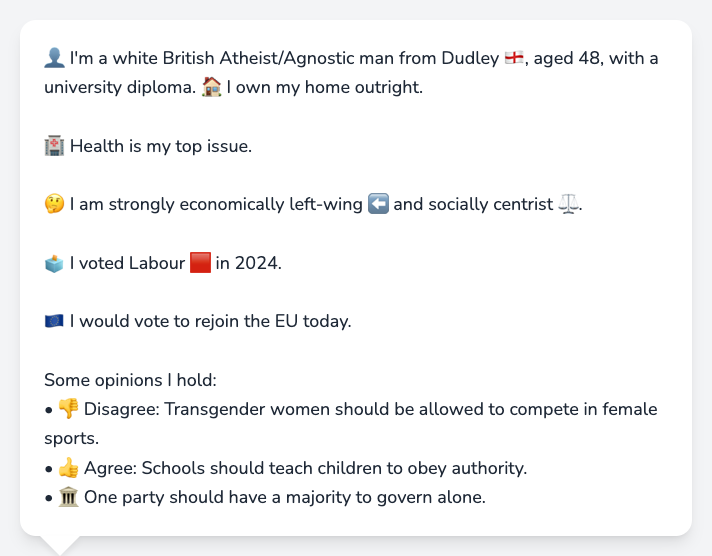 👤 I'm a white British Atheist/Agnostic man from Dudley 🏴󠁧󠁢󠁥󠁮󠁧󠁿, aged 48, with a
university diploma. 🏠 I own my home outright.
🏥 Health is my top issue.
🤔 I am strongly economically left-wing ⬅️ and socially centrist ⚖️.
🗳️ I voted Labour 🟥 in 2024.
🇪🇺 I would vote to rejoin the EU today.
Some opinions I hold:
• 👎 Disagree: Transgender women should be allowed to compete in female
sports.
• 👍 Agree: Schools should teach children to obey authority.
• 🏛️ One party should have a majority to govern alone.